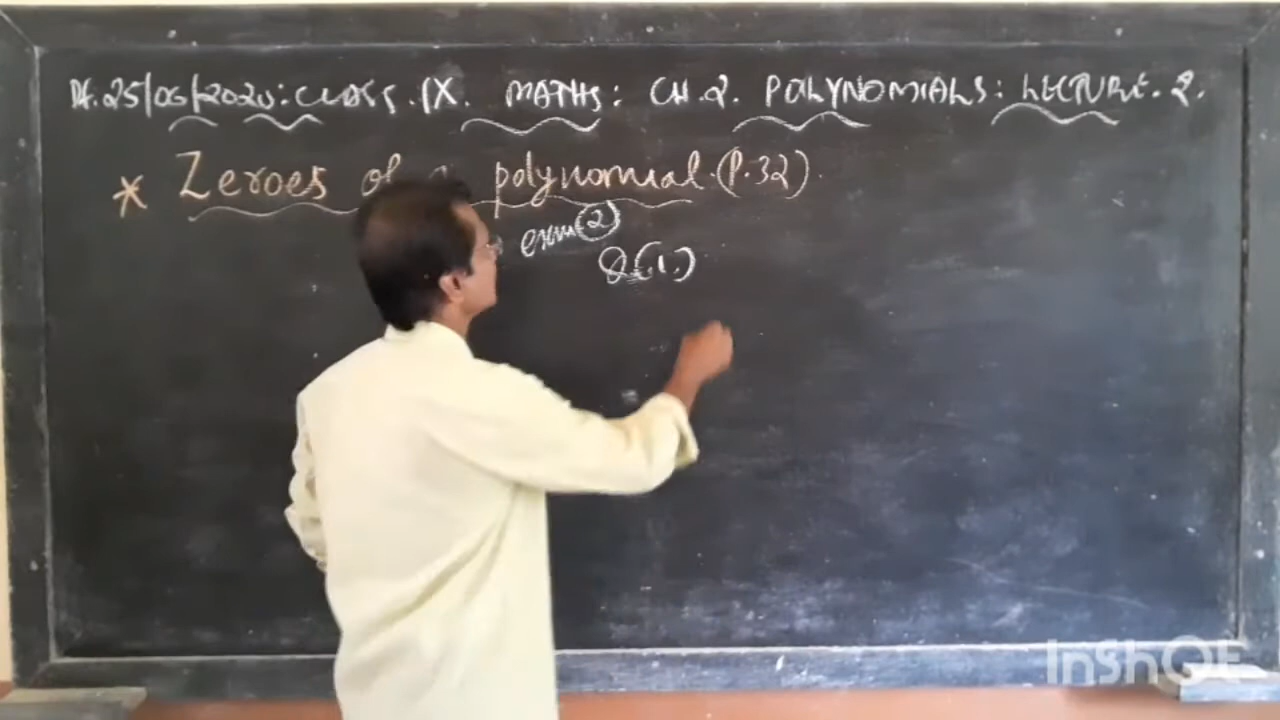 Dt. 25/06/2020: CLASS. IX. MATHS: CH. 2. POLYNOMIALS: LECTURE. 2.
* Zeroes of a polynomial. (P.32)
exm (2)
Q(1.)
InShOt